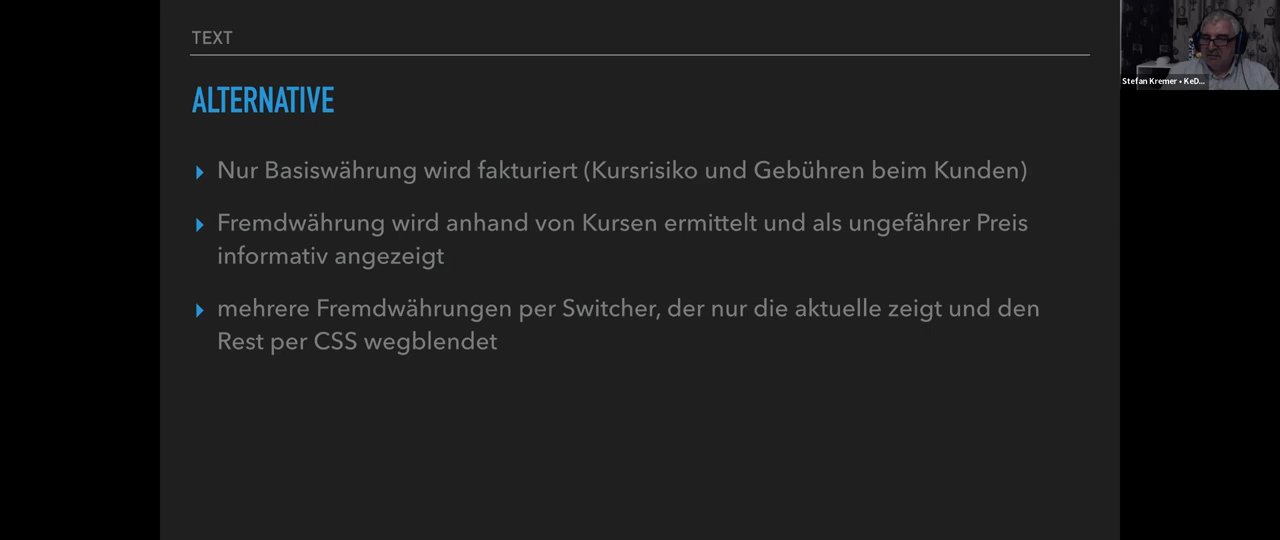 TEXT
ALTERNATIVE
Nur Basiswährung wird fakturiert (Kursrisiko und Gebühren beim Kunden)
Fremdwährung wird anhand von Kursen ermittelt und als ungefährer Preis
informativ angezeigt
mehrere Fremdwährungen per Switcher, der nur die aktuelle zeigt und den
Rest per CSS wegblendet
Stefan Kremer • KeD...